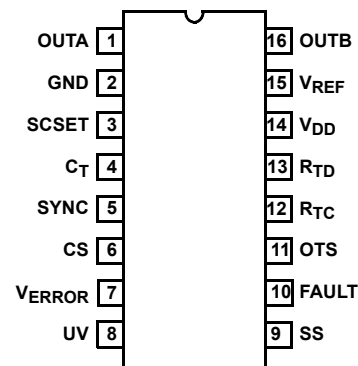 OUTA 1 16 OUTB
GND 2 15 VREF
SCSET 3 14 VDD
CT 4 13 RTD
SYNC 5 12 RTC
CS 6 11 OTS
VERROR 7 10 FAULT
UV 8 9 SS